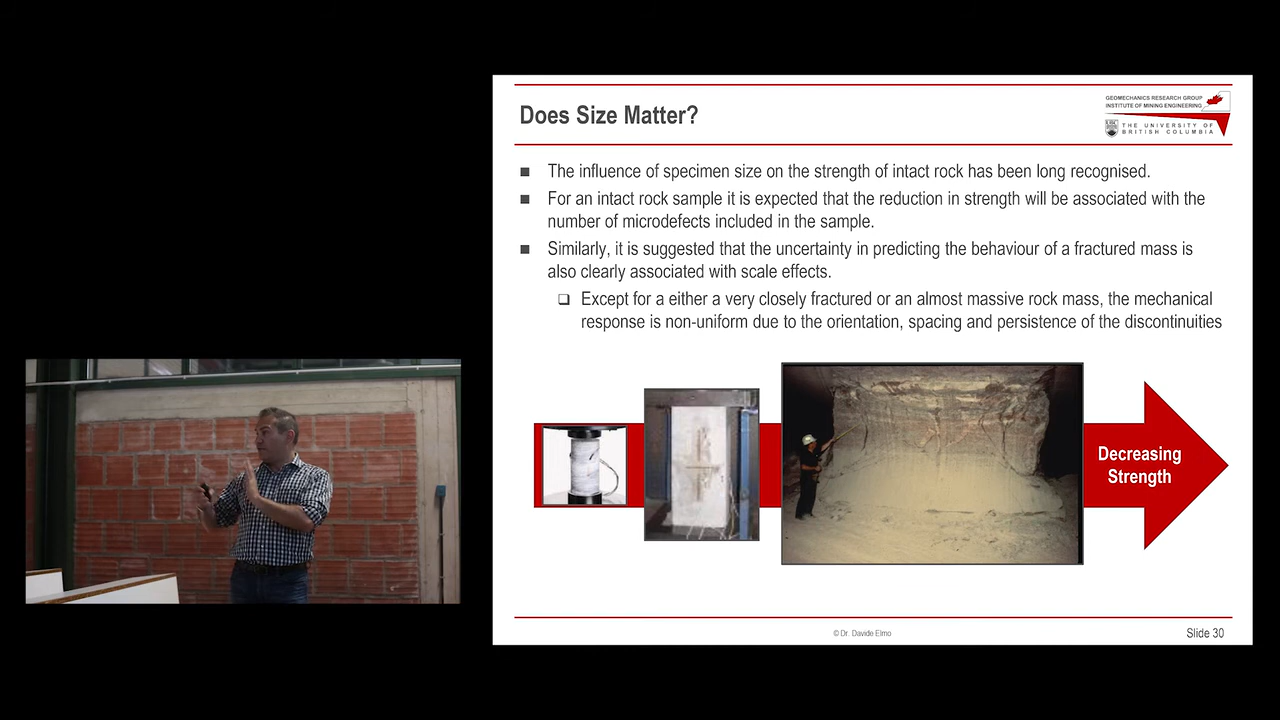 Does Size Matter?
GEOMECHANICS RESEARCH GROUP
INSTITUTE OF MINING ENGINEERING
THE UNIVERSITY OF
BRITISH COLUMBIA
The influence of specimen size on the strength of intact rock has been long recognised.
For an intact rock sample it is expected that the reduction in strength will be associated with the
number of microdefects included in the sample.
Similarly, it is suggested that the uncertainty in predicting the behaviour of a fractured mass is
also clearly associated with scale effects.
Except for a either a very closely fractured or an almost massive rock mass, the mechanical
response is non-uniform due to the orientation, spacing and persistence of the discontinuities
Decreasing
Strength
© Dr. Davide Elmo
Slide 30